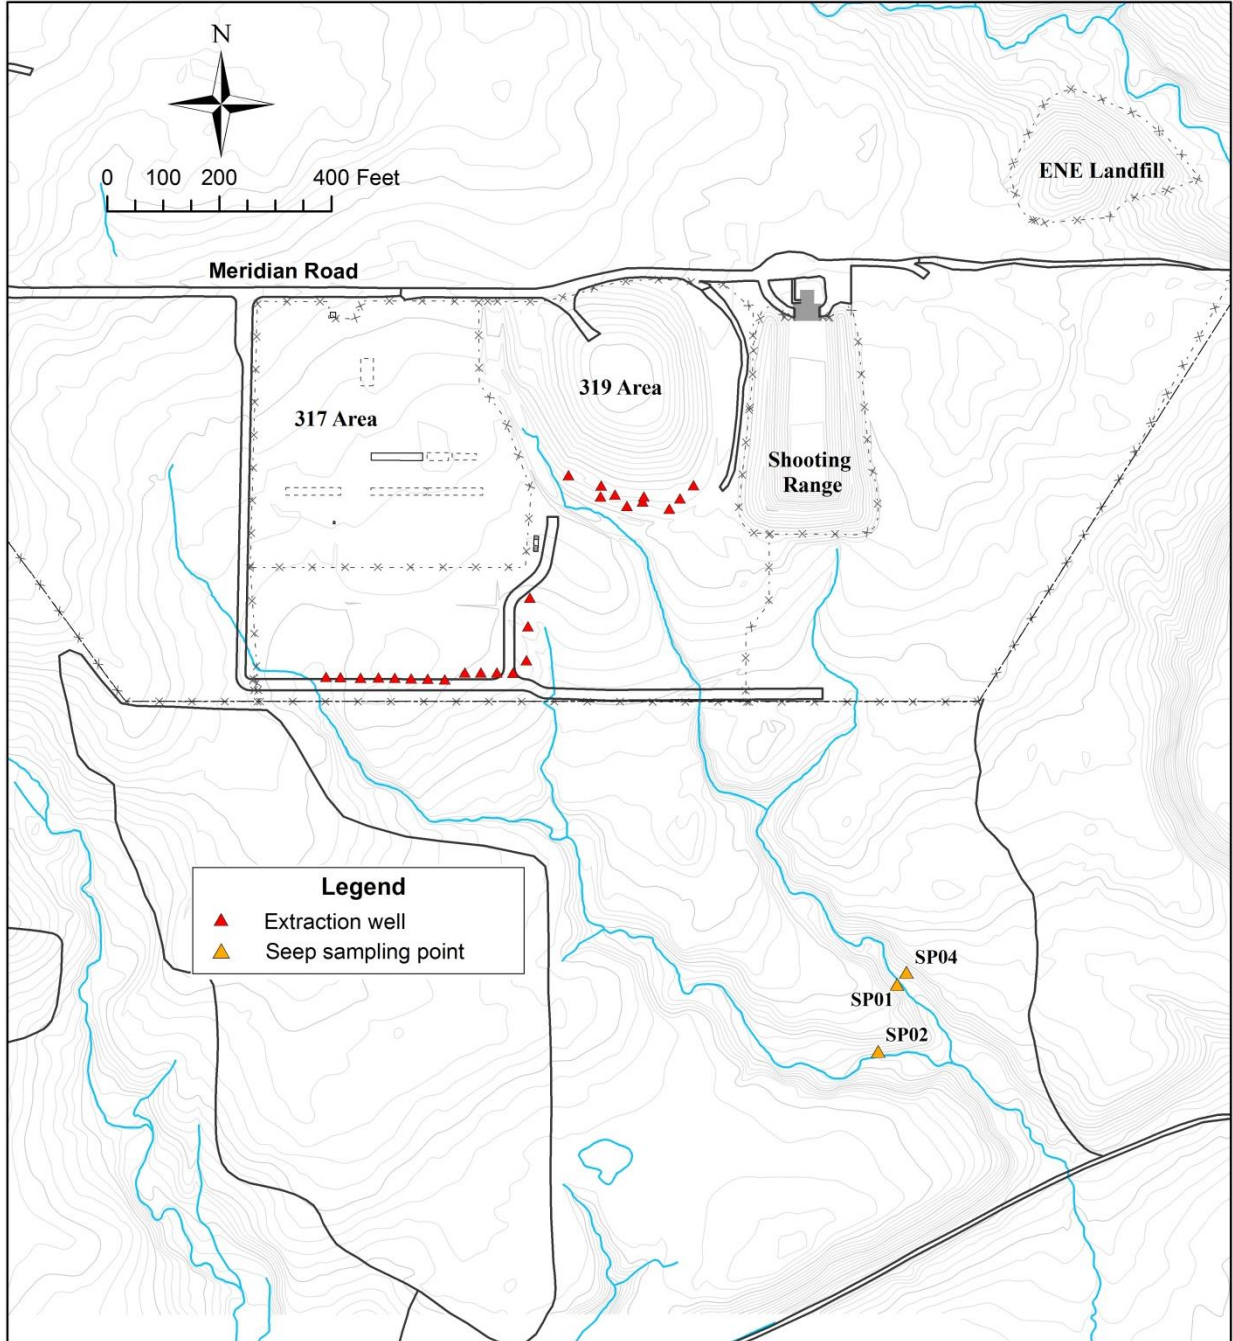 N
0 100 200 400 Feet
ENE Landfill
Meridian Road
319 Area
317 Area
Shooting
Range
Legend
Extraction well
Seep sampling point
SP04
SP01
SP02